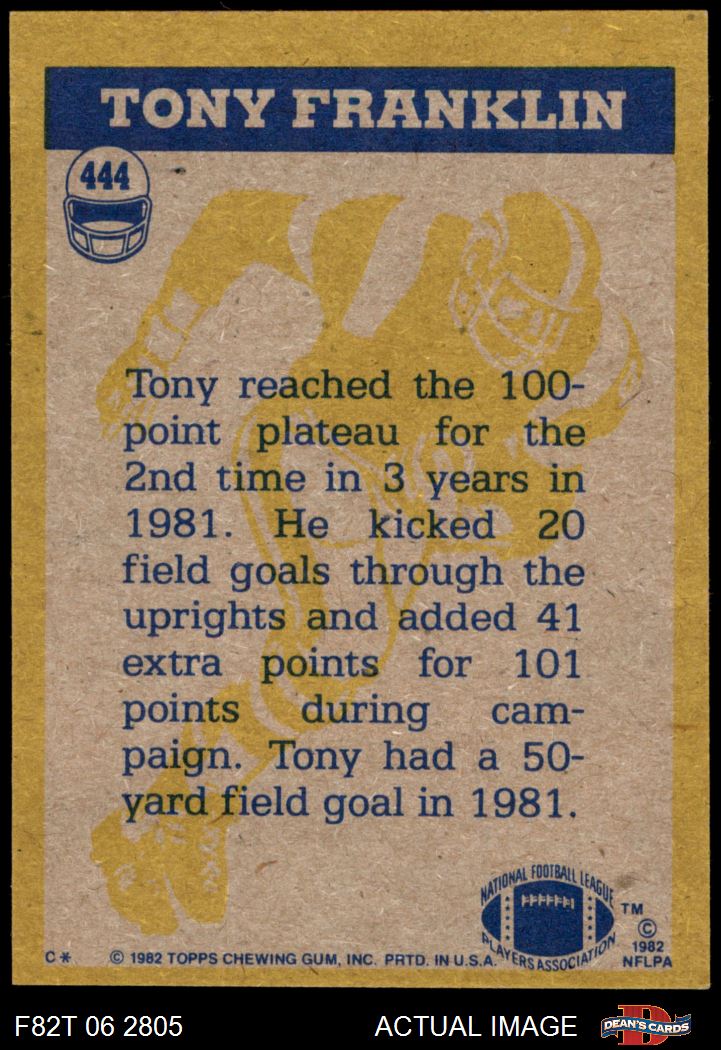 TONY FRANKLIN
444
Tony reached the 100-
point plateau for the
2nd time in 3 years in
1981. He kicked 20
field goals through the
uprights and added 41
extra points for 101
points during cam-
paign. Tony had a 50-
yard field goal in 1981.
NATIONAL FOOTBALL LEAGUE
PLAYERS ASSOCIATION
TM
©
1982
NFLPA
C* © 1982 TOPPS CHEWING GUM, INC. PRTD. IN U.S.A.
F82T 06 2805 ACTUAL IMAGE
D
DEAN'S CARDS